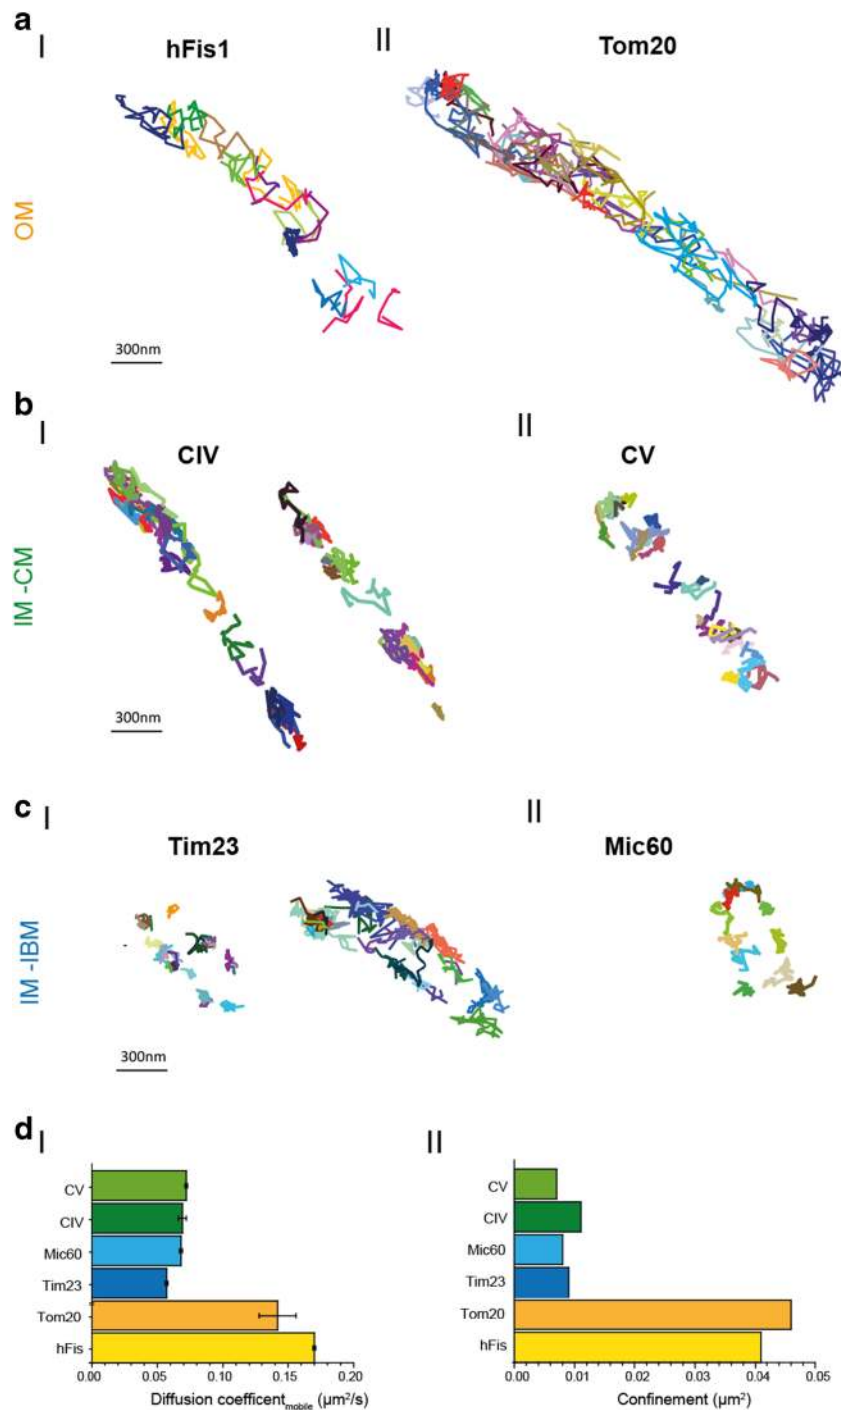 a
I
hFis1
II
Tom20
OM
300nm
b
I
CIV
II
CV
IM -CM
300nm
c
I
Tim23
II
Mic60
IM -IBM
300nm
d
I
CV
CIV
Mic60
Tim23
Tom20
hFis
0.00 0.05 0.10 0.15 0.20
Diffusion coefficent mobile (µm²/s)
II
CV
CIV
Mic60
Tim23
Tom20
hFis
0.00 0.01 0.02 0.03 0.04 0.05
Confinement (µm²)